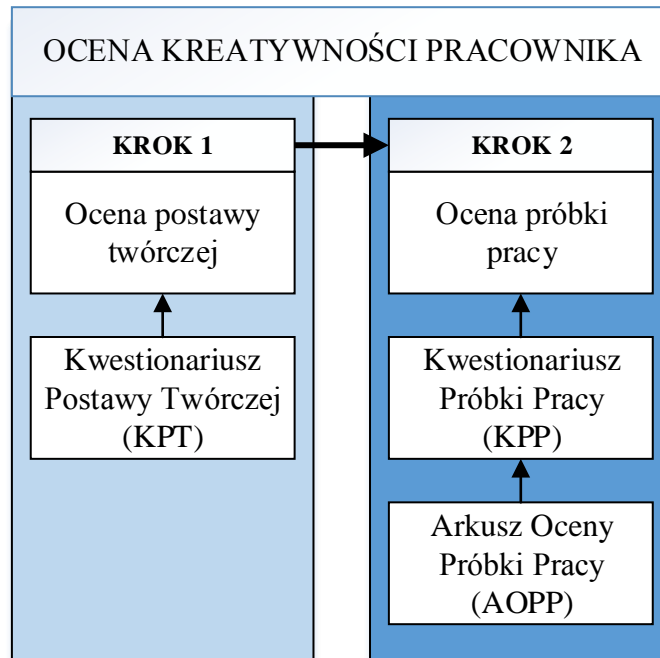 OCENA KREATYWNOŚCI PRACOWNIKA
KROK 1
Ocena postawy
twórczej
Kwestionariusz
Postawy Twórczej
(KPT)
KROK 2
Ocena próbki
pracy
Kwestionariusz
Próbki Pracy
(KPP)
Arkusz Oceny
Próbki Pracy
(AOPP)